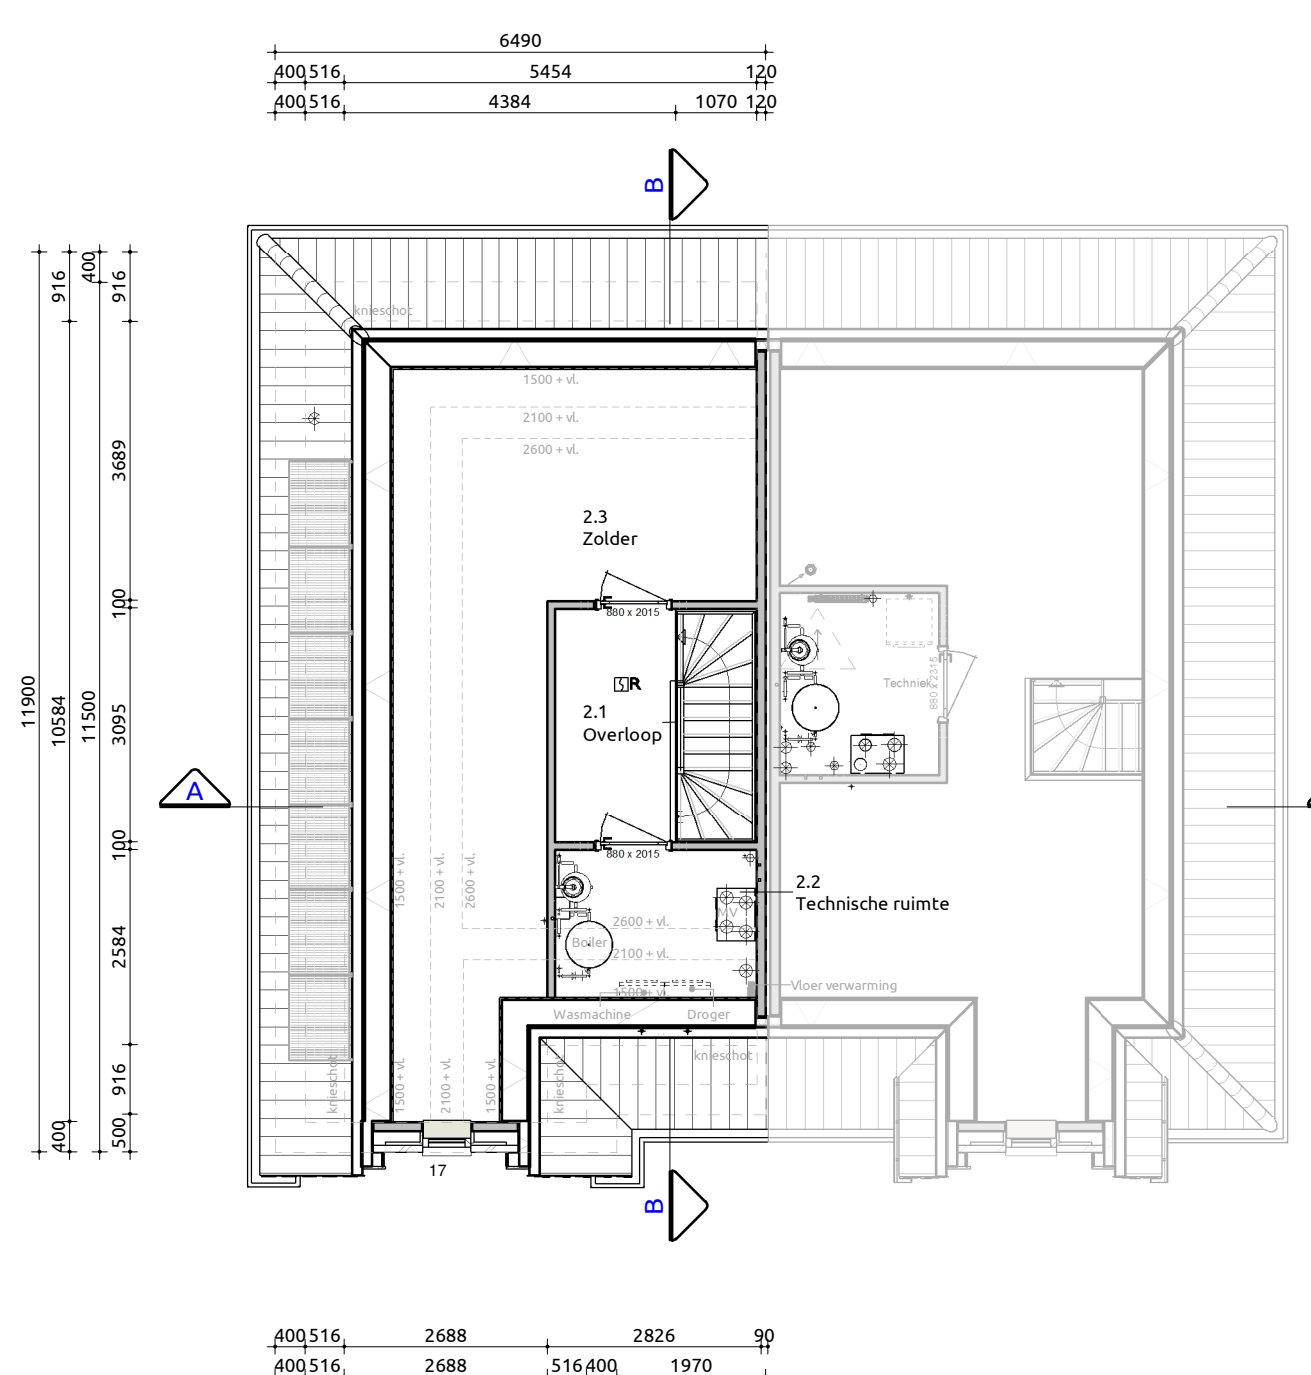 6490
400 516 5454 120
400 516 4384 1070 120
B
knieschot
916 400 916
1500 + vl.
2100 + vl.
2600 + vl.
3689
2.3
Zolder
880 x 2015
100
R
2.1
Overloop
Techniek
880 x 2315
11900 10584 11500 3095
A
100
880 x 2015
1500 + vl. 2100 + vl. 2600 + vl.
2.2
Technische ruimte
MV
2600 + vl.
Boiler
2100 + vl.
2584
1500 + vl.
Vloer verwarming
Wasmachine Droger
knieschot
916
knieschot 1500 + vl. 2100 + vl. 1500 + vl. knieschot
400 500
17
B
400 516 2688 2826 90
400 516 2688 516 400 1970